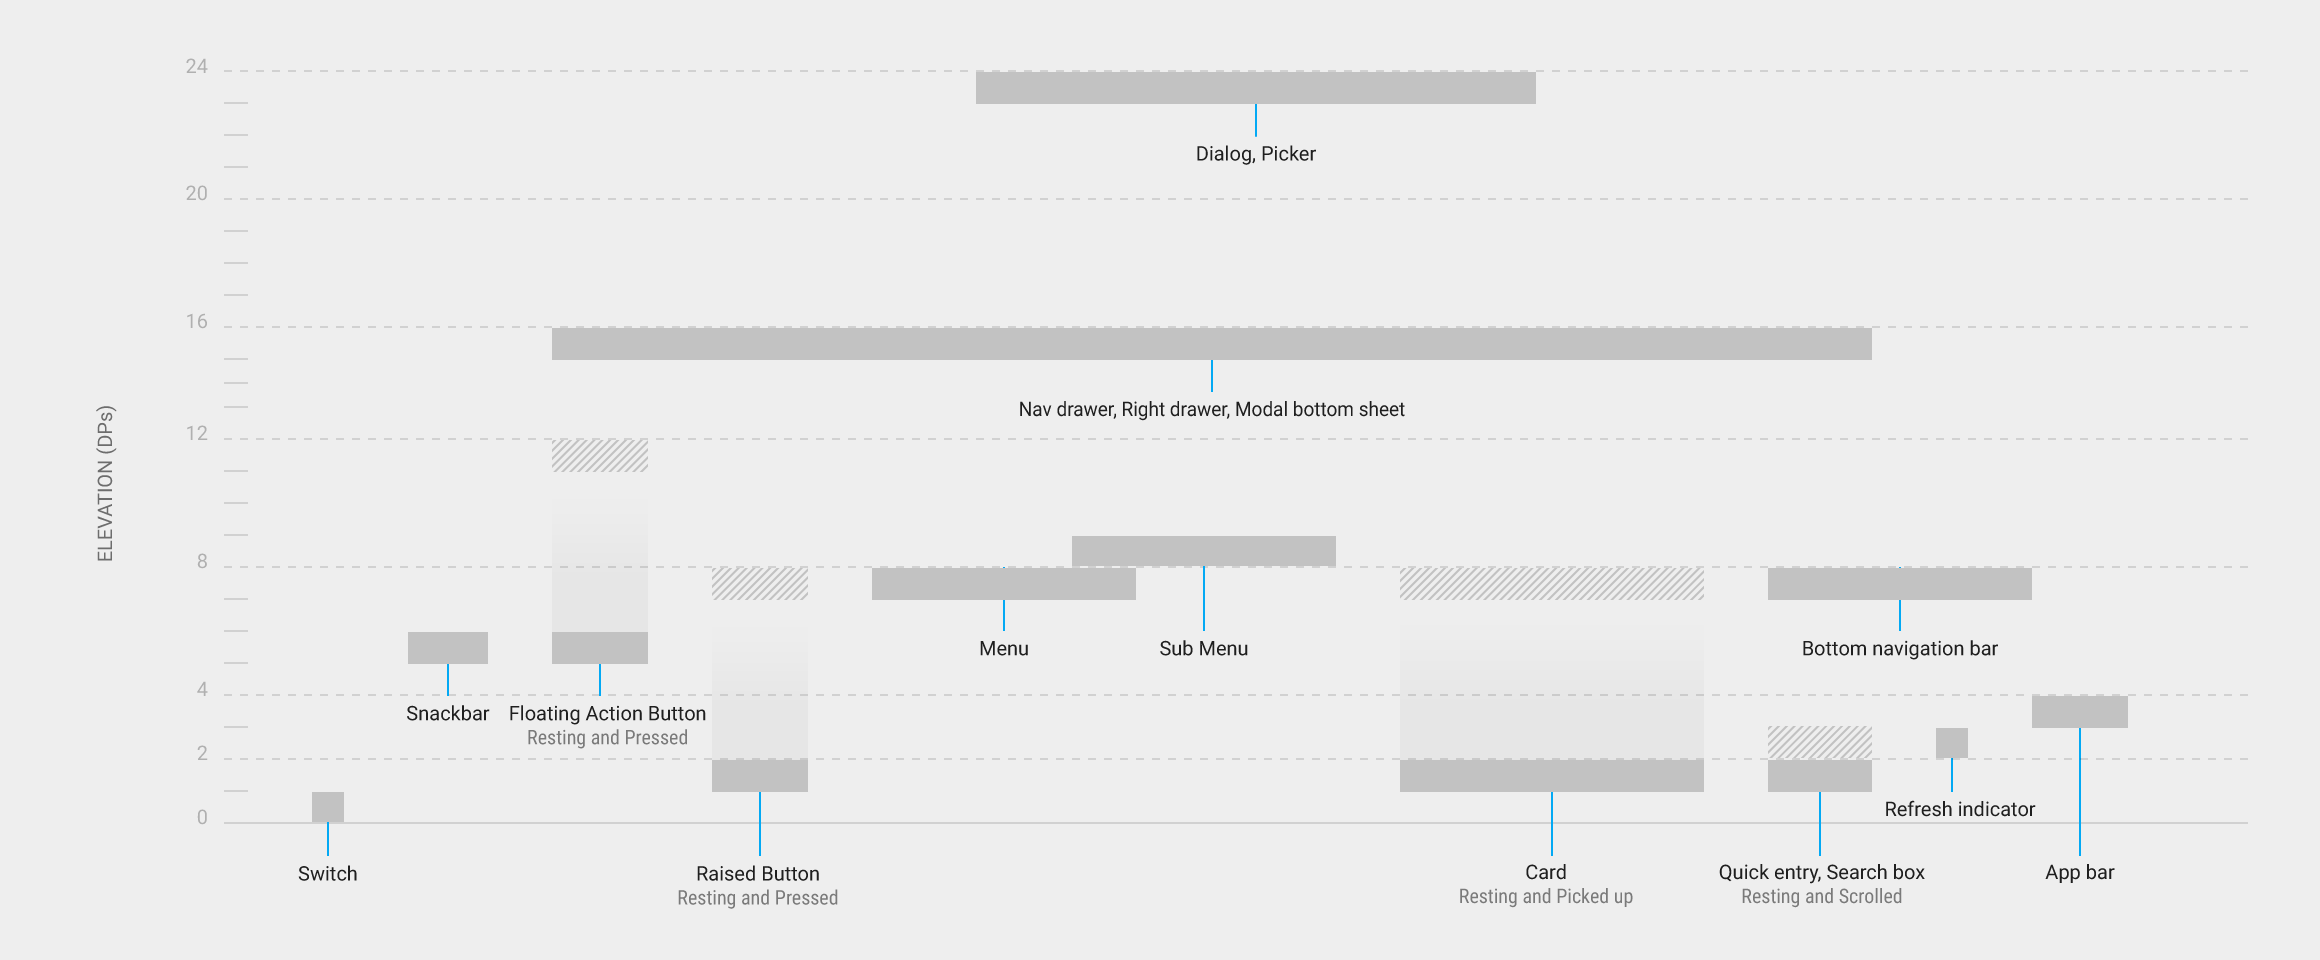 24
Dialog, Picker
20
16
Nav drawer, Right drawer, Modal bottom sheet
12
ELEVATION (DPs)
8
Menu
Sub Menu
Bottom navigation bar
4
Snackbar
Floating Action Button
Resting and Pressed
2
Refresh indicator
0
Switch
Raised Button
Resting and Pressed
Card
Resting and Picked up
Quick entry, Search box
Resting and Scrolled
App bar